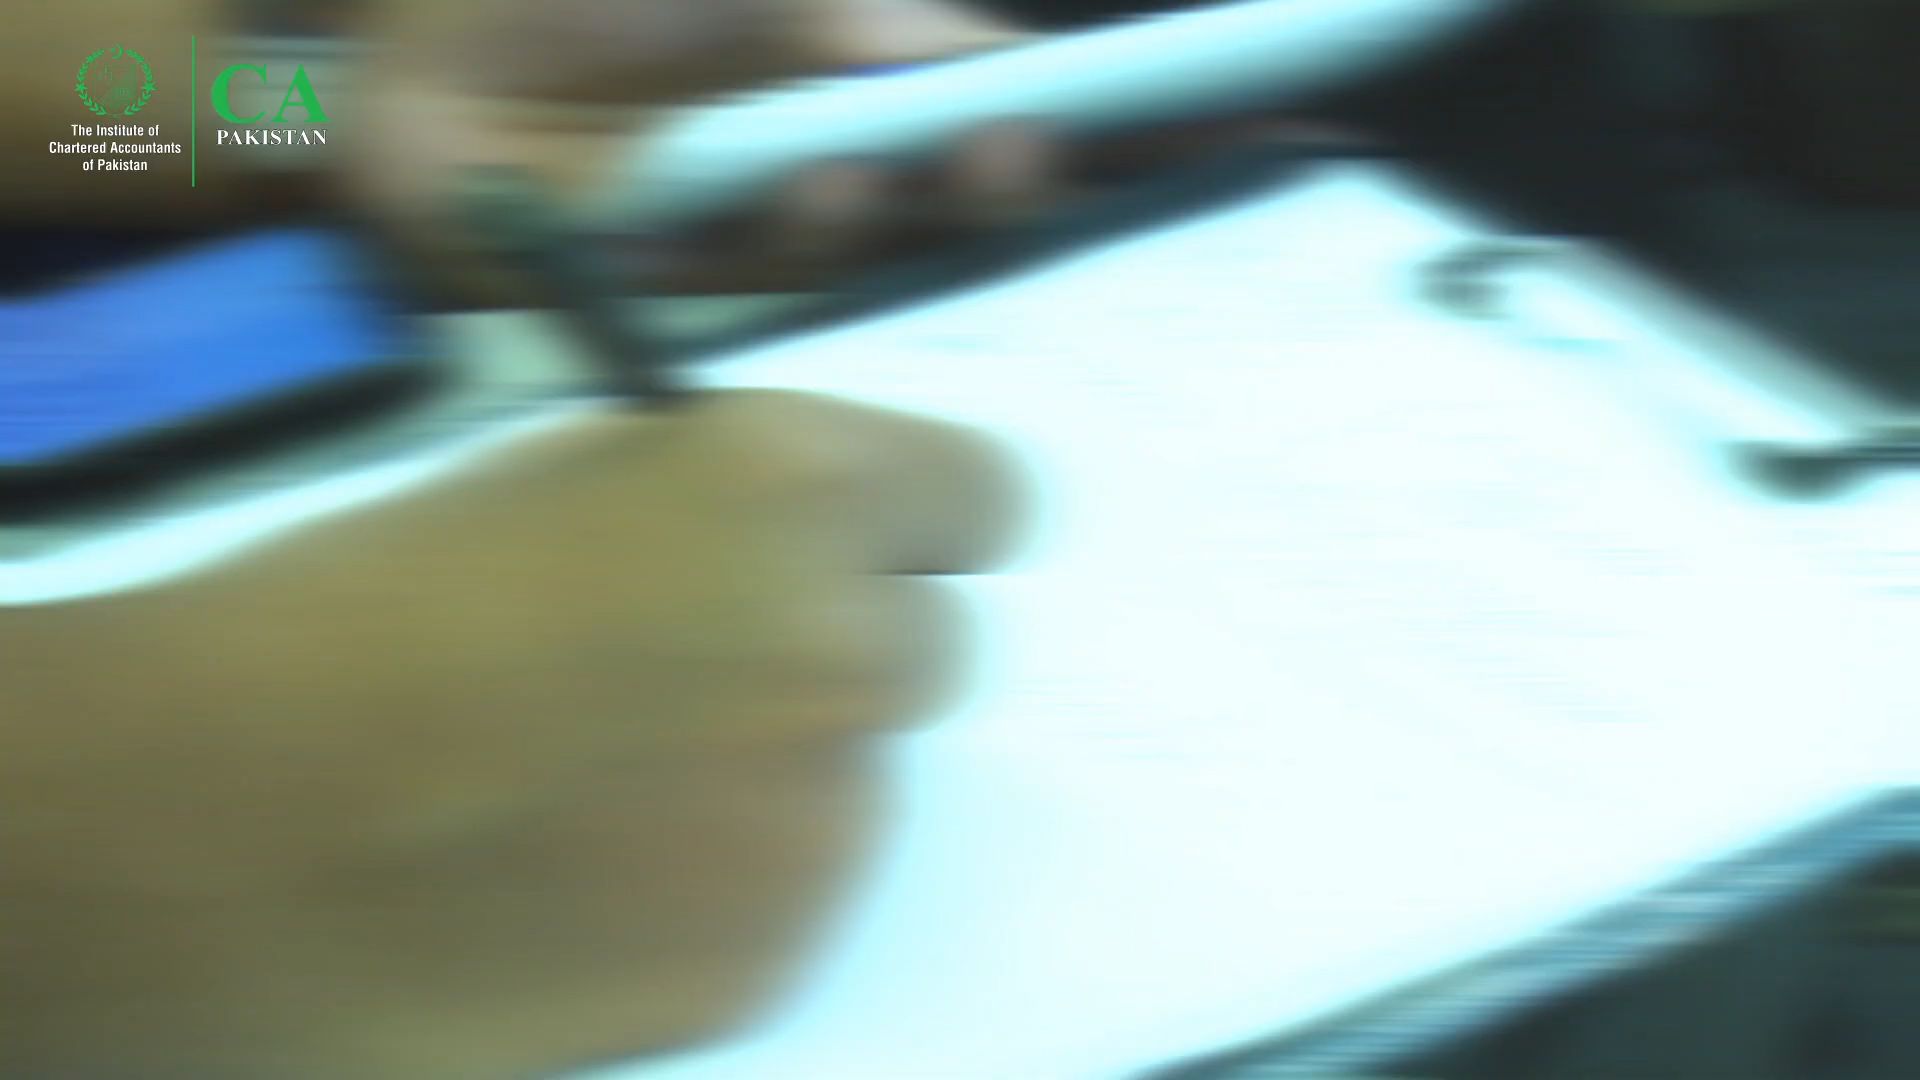 The Institute of
Chartered Accountants
of Pakistan
CA
PAKISTAN